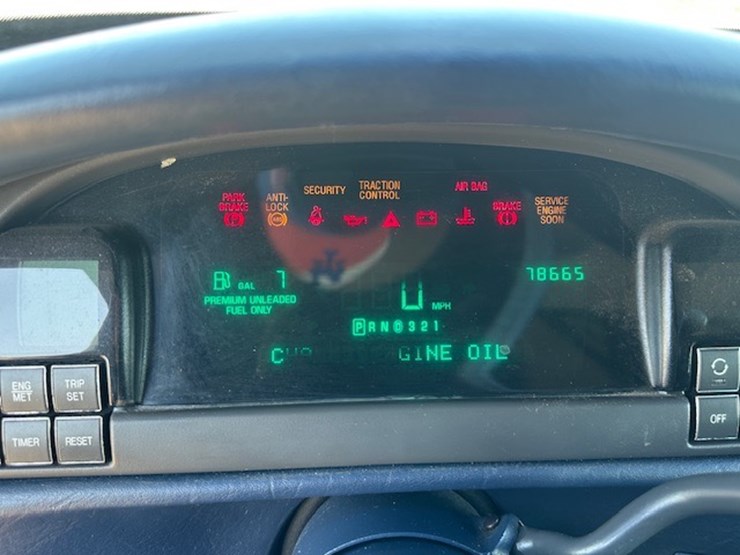 PARK BRAKE
ANTI-LOCK
SECURITY
TRACTION CONTROL
AIR BAG
BRAKE
SERVICE ENGINE SOON
GAL 7
PREMIUM UNLEADED
FUEL ONLY
0 MPH
78665
P R N D 3 2 1
GINE OIL
ENG MET
TRIP SET
TIMER
RESET
OFF